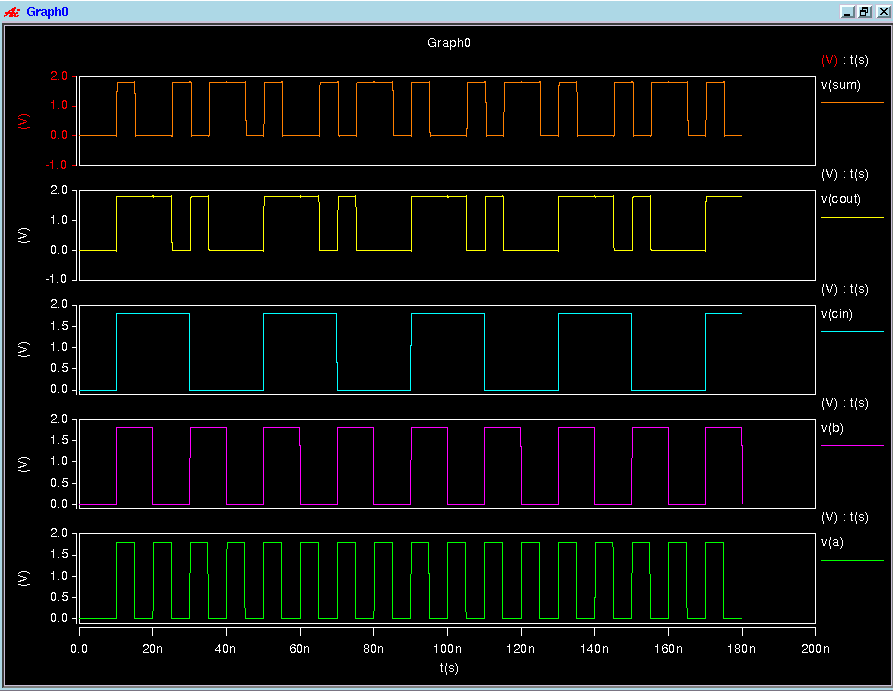 Graph0
Graph0
(V) : t(s)
v(sum)
2.0
1.0
0.0
-1.0
(V)
(V) : t(s)
v(cout)
2.0
1.0
0.0
-1.0
(V)
(V) : t(s)
v(cin)
2.0
1.5
1.0
0.5
0.0
(V)
(V) : t(s)
v(b)
2.0
1.5
1.0
0.5
0.0
(V)
(V) : t(s)
v(a)
2.0
1.5
1.0
0.5
0.0
(V)
0.0 20n 40n 60n 80n 100n 120n 140n 160n 180n 200n
t(s)